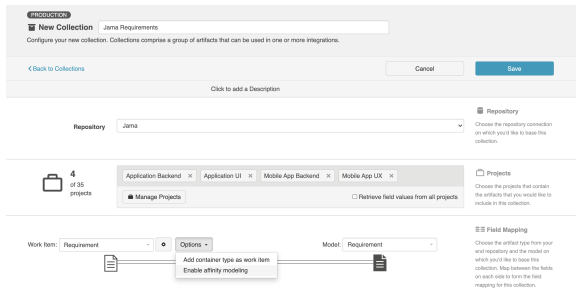 PRODUCTION
New Collection Jama Requirements
Configure your new collection. Collections comprise a group of artifacts that can be used in one or more integrations.
Back to Collections
Cancel
Save
Click to add a Description
Repository
Jama
Repository
Choose the repository connection
on which you'd like to base this
collection.
4
of 35
projects
Application Backend × Application UI × Mobile App Backend × Mobile App UX ×
Manage Projects
Retrieve field values from all projects
Projects
Choose the projects that contain
the artifacts that you would like to
include in this collection.
Work Item: Requirement
Options
Model: Requirement
Add container type as work item
Enable affinity modeling
Field Mapping
Choose the artifact type from your
end repository and the model on
which you'd like to base this
collection. Map between the fields
on each side to form the field
mapping for this collection.